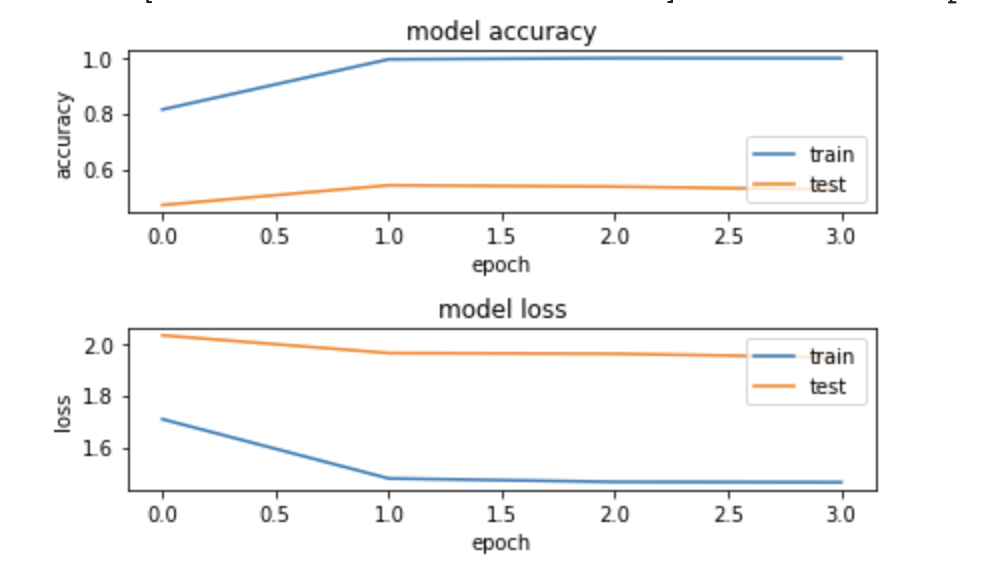 model accuracy
1.0
0.8
0.6
accuracy
train
test
0.0 0.5 1.0 1.5 2.0 2.5 3.0
epoch
model loss
2.0
1.8
1.6
loss
train
test
0.0 0.5 1.0 1.5 2.0 2.5 3.0
epoch